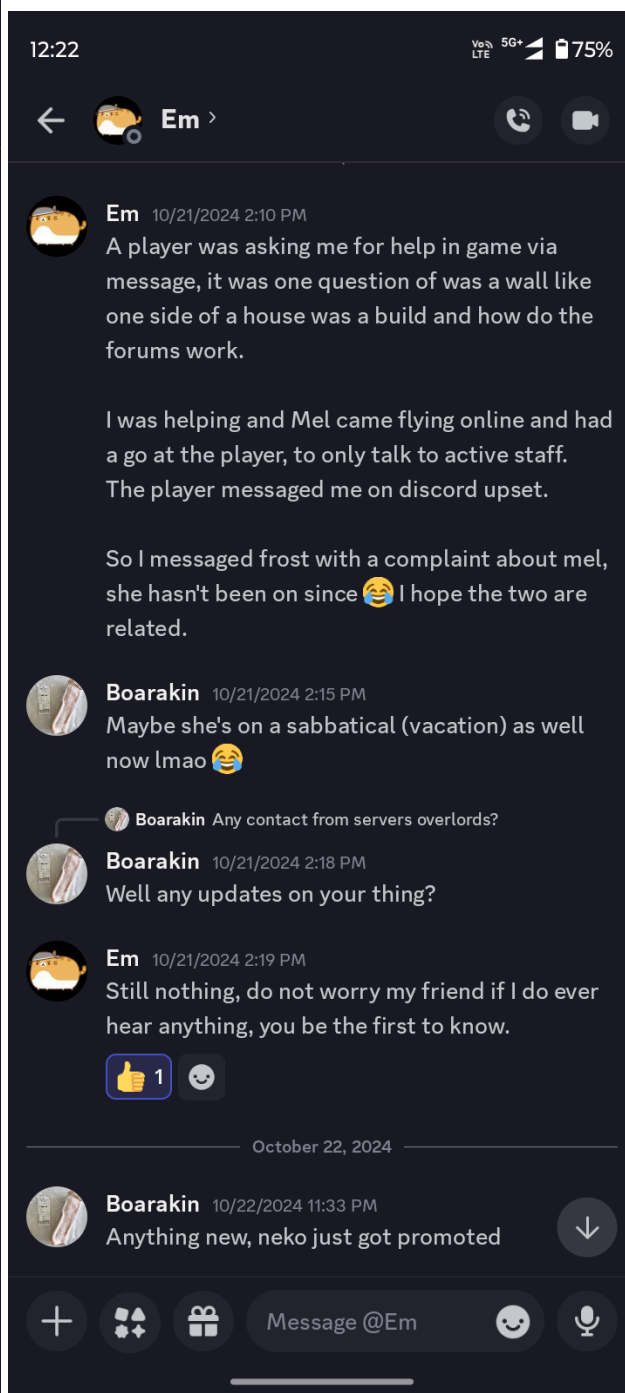 12:22
Vo
LTE
5G+
75%
Em
Em 10/21/2024 2:10 PM
A player was asking me for help in game via
message, it was one question of was a wall like
one side of a house was a build and how do the
forums work.
I was helping and Mel came flying online and had
a go at the player, to only talk to active staff.
The player messaged me on discord upset.
So I messaged frost with a complaint about mel,
she hasn't been on since 😂 I hope the two are
related.
Boarakin 10/21/2024 2:15 PM
Maybe she's on a sabbatical (vacation) as well
now lmao 😂
Boarakin Any contact from servers overlords?
Boarakin 10/21/2024 2:18 PM
Well any updates on your thing?
Em 10/21/2024 2:19 PM
Still nothing, do not worry my friend if I do ever
hear anything, you be the first to know.
👍 1
October 22, 2024
Boarakin 10/22/2024 11:33 PM
Anything new, neko just got promoted
Message @Em